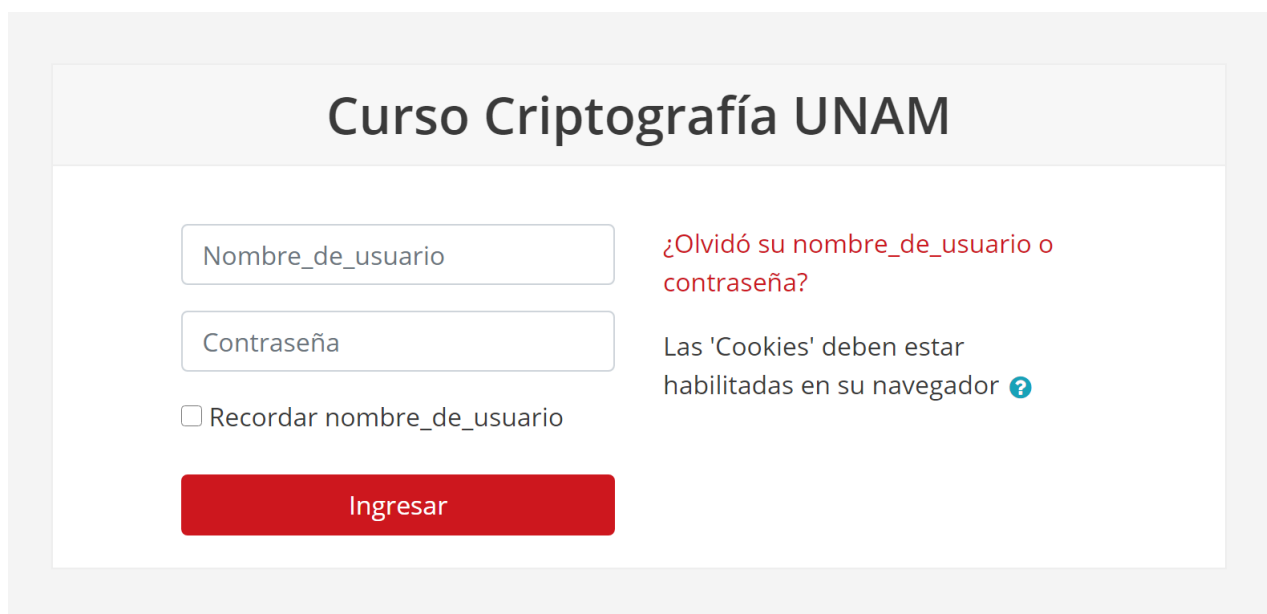 Curso Criptografía UNAM
Nombre_de_usuario
Contraseña
Recordar nombre_de_usuario
Ingresar
¿Olvidó su nombre_de_usuario o
contraseña?
Las 'Cookies' deben estar
habilitadas en su navegador ?